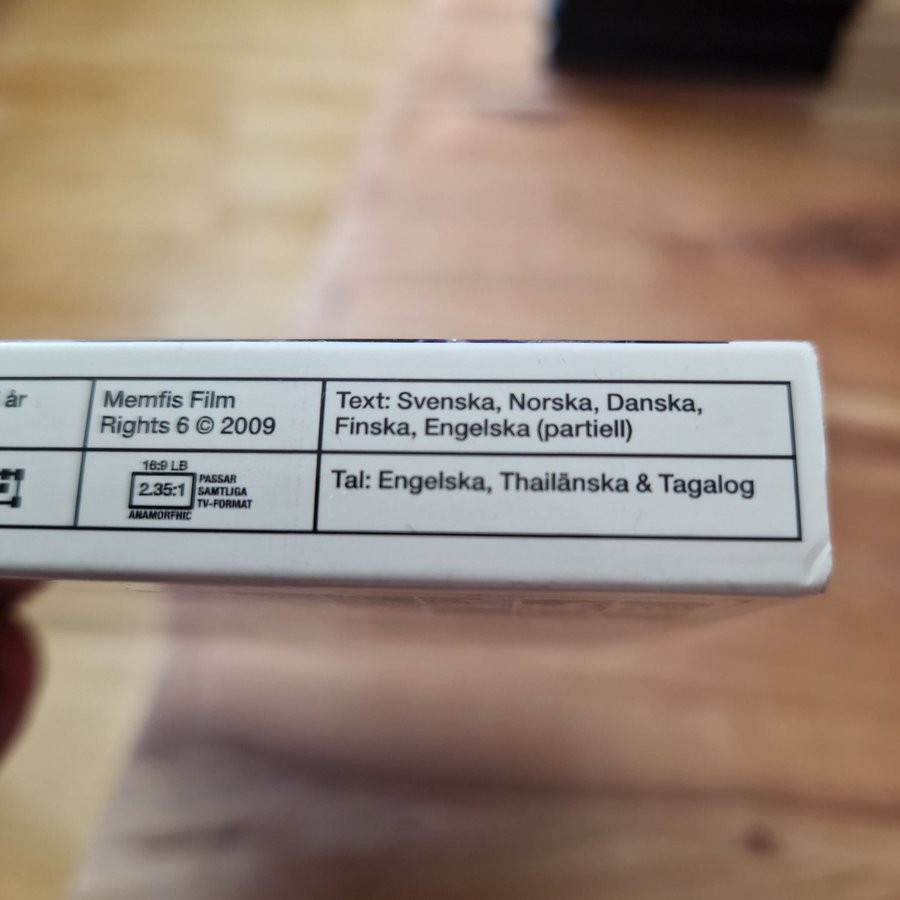 år
Memfis Film
Rights 6 © 2009
Text: Svenska, Norska, Danska,
Finska, Engelska (partiell)
16:9 LB
2.35:1
PASSAR
SAMTLIGA
TV-FORMAT
ANAMORFHIC
Tal: Engelska, Thailänska & Tagalog